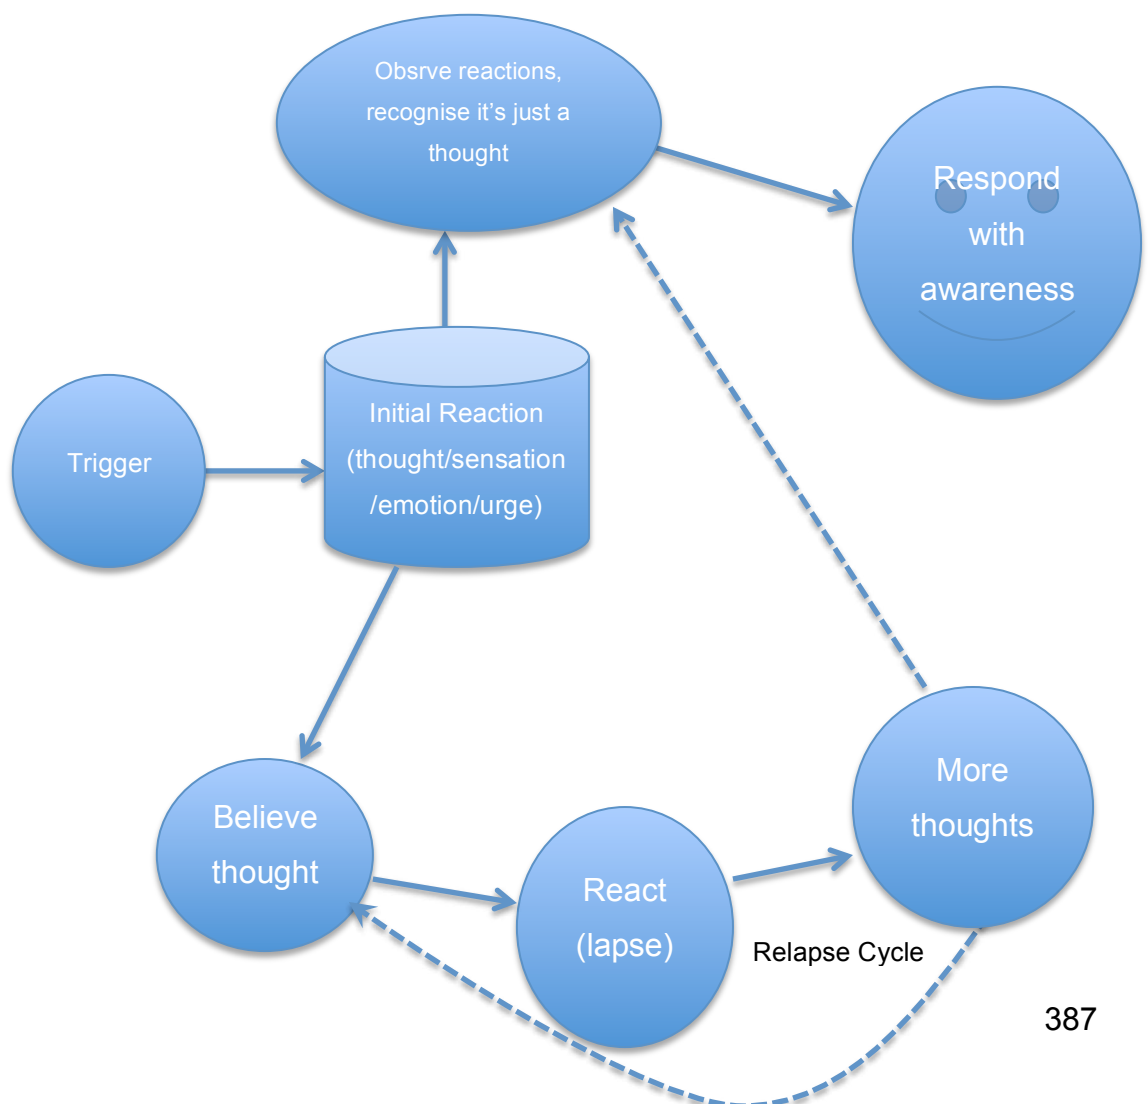 Obsrve reactions,
recognise it’s just a
thought
Respond
with
awareness
Initial Reaction
(thought/sensation
/emotion/urge)
Trigger
More
thoughts
Believe
thought
React
(lapse)
Relapse Cycle
387